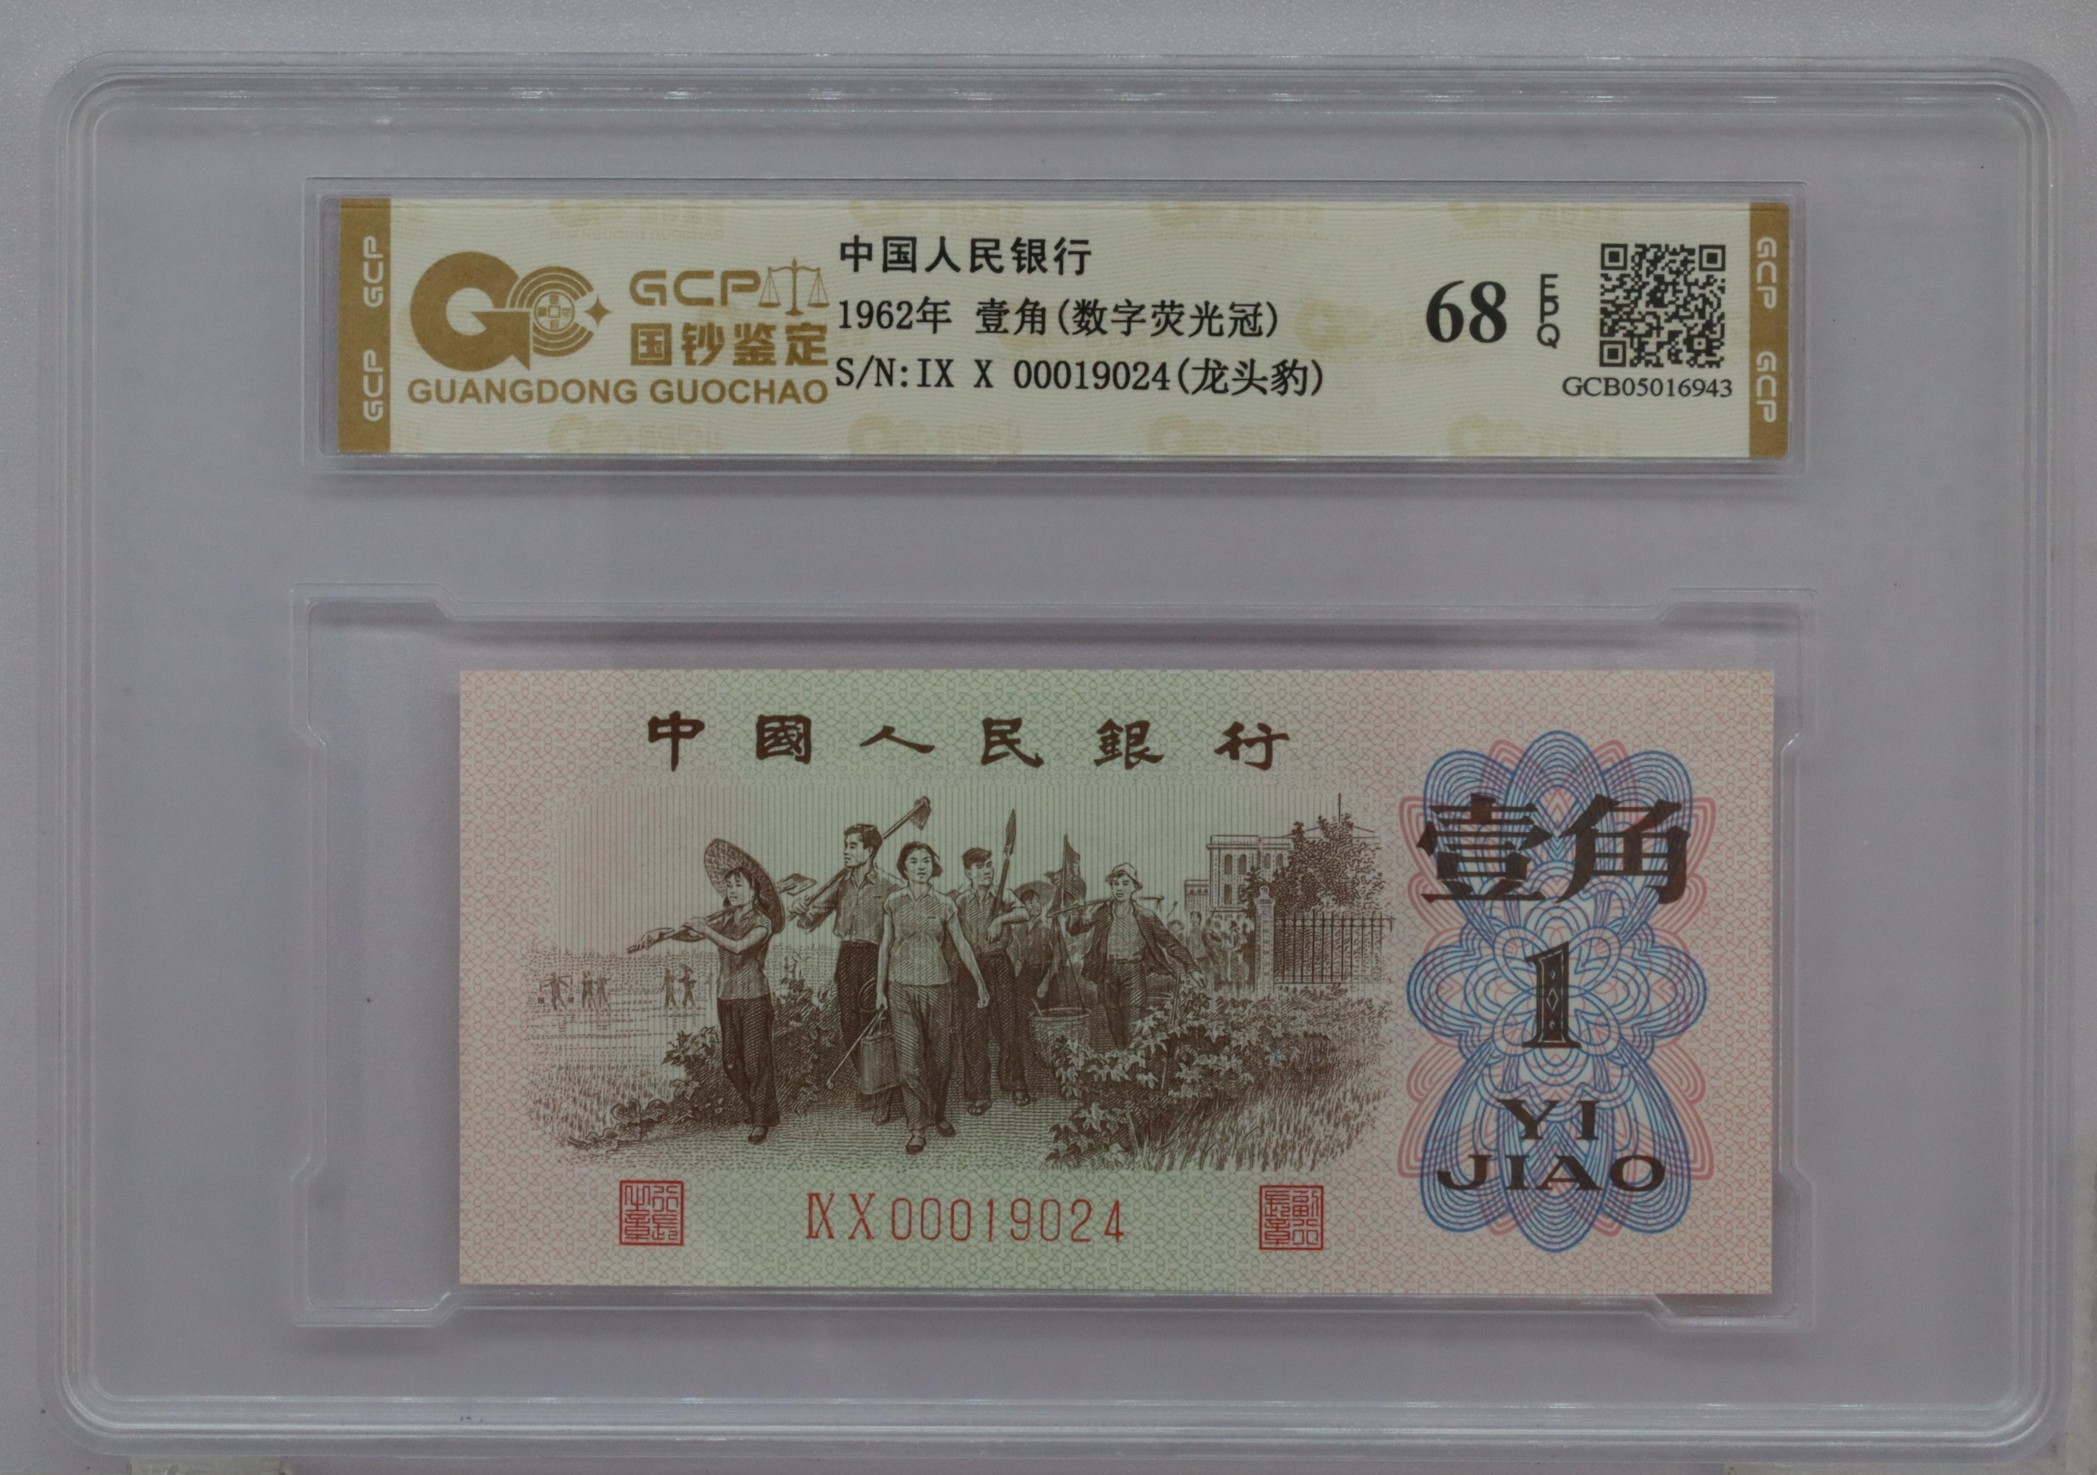 GCP
GCP
GCP
国钞鉴定
GUANGDONG GUOCHAO
中国人民银行
1962年 壹角(数字荧光冠)
S/N:IX X 00019024(龙头豹)
68
EPQ
GCB05016943
GCP
GCP
中國人民銀行
壹角
1
YI
JIAO
IX X 00019024